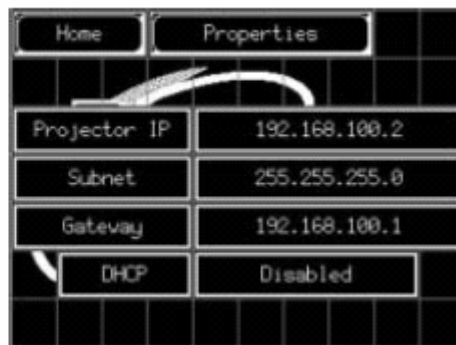 Home Properties
Projector IP 192.168.100.2
Subnet 255.255.255.0
Gateway 192.168.100.1
DHCP Disabled